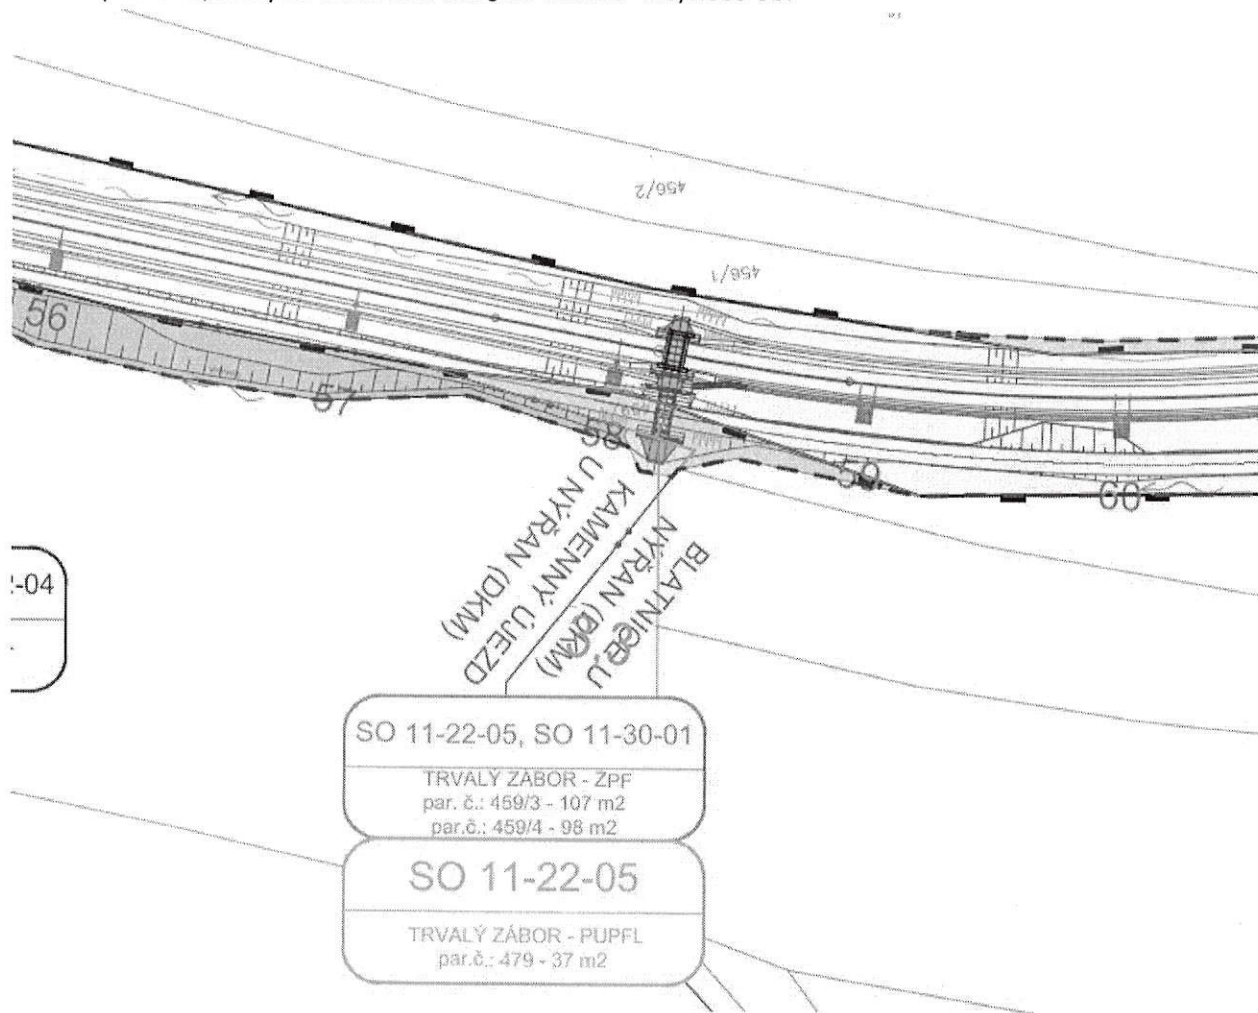 456/2
456/1
56
57
58
59
60
U NÝŘAN (DKM)
KAMENNÝ ÚJEZD
NÝŘAN (DKM)
BLATNICE U
-04
SO 11-22-05, SO 11-30-01
TRVALÝ ZÁBOR - ZPF
par. č.: 459/3 - 107 m2
par.č.: 459/4 - 98 m2
SO 11-22-05
TRVALÝ ZÁBOR - PUPFL
par.č.: 479 - 37 m2